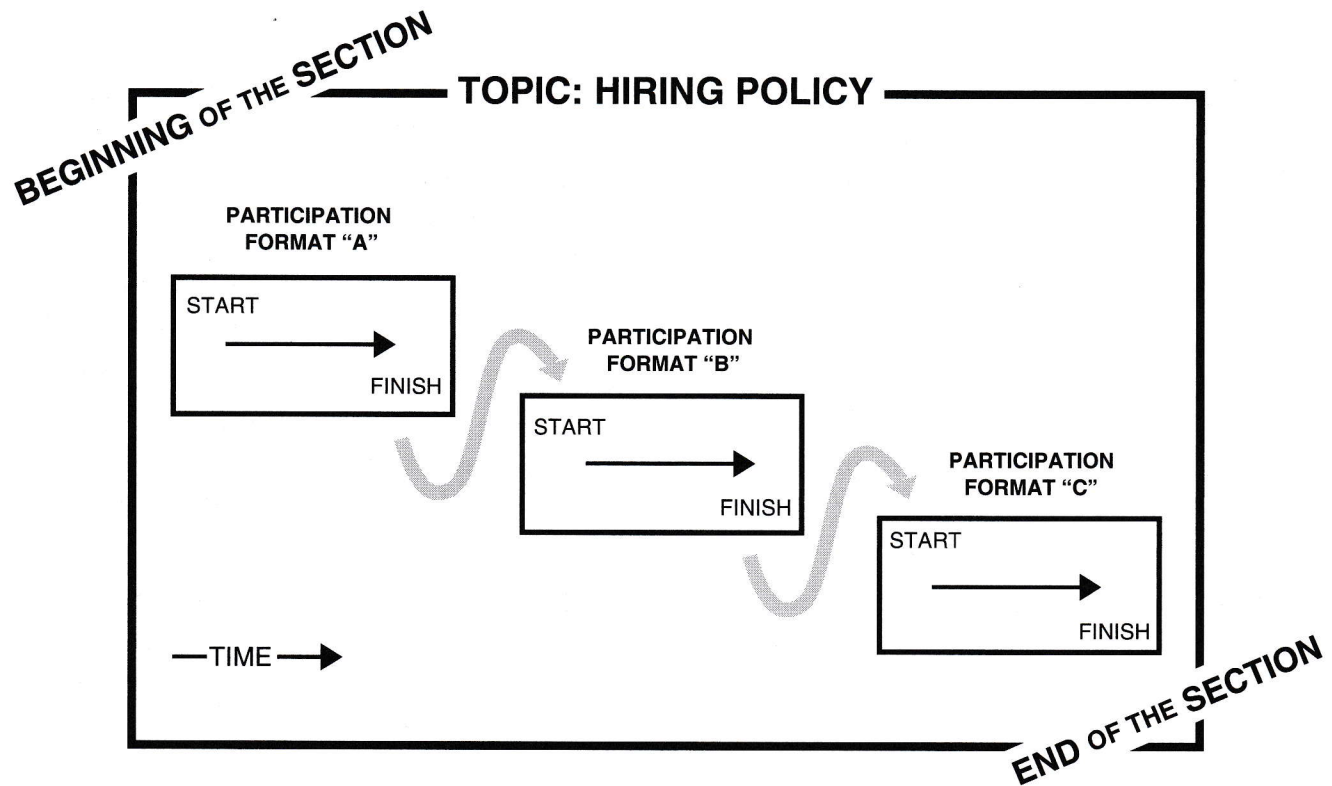 BEGINNING OF THE SECTION
TOPIC: HIRING POLICY
PARTICIPATION
FORMAT “A”
START
FINISH
PARTICIPATION
FORMAT “B”
START
FINISH
PARTICIPATION
FORMAT “C”
START
FINISH
TIME
END OF THE SECTION